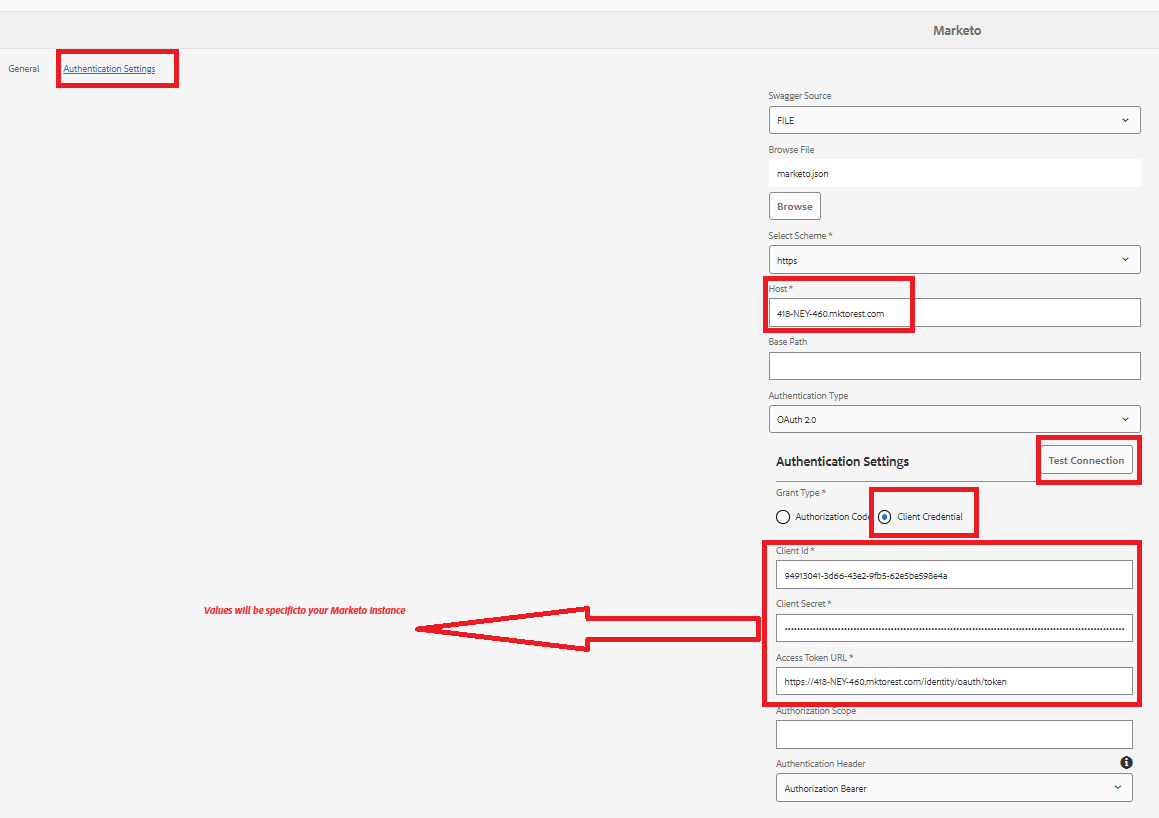 Marketo
General
Authentication Settings
Swagger Source
FILE
Browse File
marketo.json
Browse
Select Scheme *
https
Host *
418-NEY-460.mktorest.com
Base Path
Authentication Type
OAuth 2.0
Authentication Settings
Test Connection
Grant Type *
Authorization Code
Client Credential
Client Id *
94913041-3d66-43e2-9fb5-62e5be598e4a
Client Secret *
Values will be specificto your Marketo Instance
Access Token URL *
https://418-NEY-460.mktorest.com/identity/oauth/token
Authorization Scope
Authentication Header
Authorization Bearer